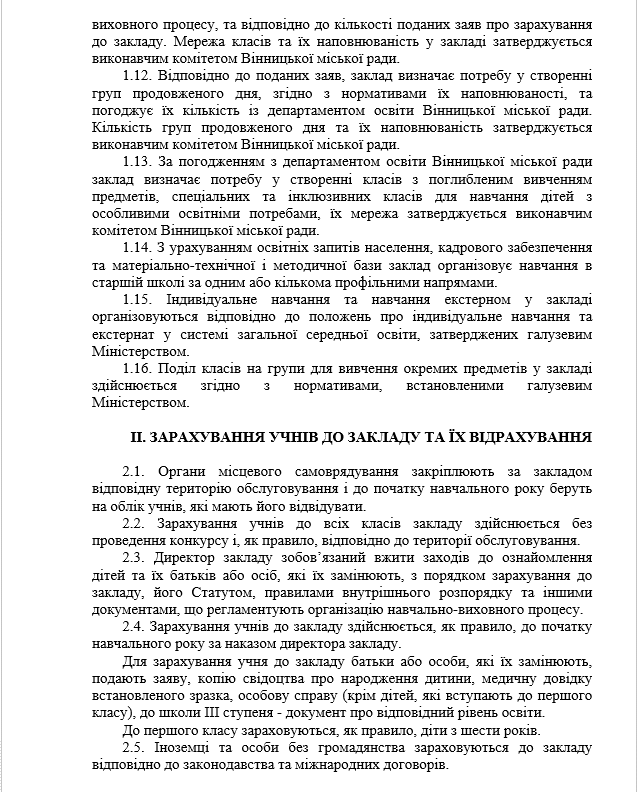 виховного процесу, та відповідно до кількості поданих заяв про зарахування
до закладу. Мережа класів та їх наповнюваність у закладі затверджується
виконавчим комітетом Вінницької міської ради.
1.12. Відповідно до поданих заяв, заклад визначає потребу у створенні
груп продовженого дня, згідно з нормативами їх наповнюваності, та
погоджує їх кількість із департаментом освіти Вінницької міської ради.
Кількість груп продовженого дня та їх наповнюваність затверджується
виконавчим комітетом Вінницької міської ради.
1.13. За погодженням з департаментом освіти Вінницької міської ради
заклад визначає потребу у створенні класів з поглибленим вивченням
предметів, спеціальних та інклюзивних класів для навчання дітей з
особливими освітніми потребами, їх мережа затверджується виконавчим
комітетом Вінницької міської ради.
1.14. З урахуванням освітніх запитів населення, кадрового забезпечення
та матеріально-технічної і методичної бази заклад організовує навчання в
старшій школі за одним або кількома профільними напрямами.
1.15. Індивідуальне навчання та навчання екстерном у закладі
організовуються відповідно до положень про індивідуальне навчання та
екстернат у системі загальної середньої освіти, затверджених галузевим
Міністерством.
1.16. Поділ класів на групи для вивчення окремих предметів у закладі
здійснюється згідно з нормативами, встановленими галузевим
Міністерством.
ІІ. ЗАРАХУВАННЯ УЧНІВ ДО ЗАКЛАДУ ТА ЇХ ВІДРАХУВАННЯ
2.1. Органи місцевого самоврядування закріплюють за закладом
відповідну територію обслуговування і до початку навчального року беруть
на облік учнів, які мають його відвідувати.
2.2. Зарахування учнів до всіх класів закладу здійснюється без
проведення конкурсу і, як правило, відповідно до території обслуговування.
2.3. Директор закладу зобов’язаний вжити заходів до ознайомлення
дітей та їх батьків або осіб, які їх замінюють, з порядком зарахування до
закладу, його Статутом, правилами внутрішнього розпорядку та іншими
документами, що регламентують організацію навчально-виховного процесу.
2.4. Зарахування учнів до закладу здійснюється, як правило, до початку
навчального року за наказом директора закладу.
Для зарахування учня до закладу батьки або особи, які їх замінюють,
подають заяву, копію свідоцтва про народження дитини, медичну довідку
встановленого зразка, особову справу (крім дітей, які вступають до першого
класу), до школи ІІІ ступеня - документ про відповідний рівень освіти.
До першого класу зараховуються, як правило, діти з шести років.
2.5. Іноземці та особи без громадянства зараховуються до закладу
відповідно до законодавства та міжнародних договорів.